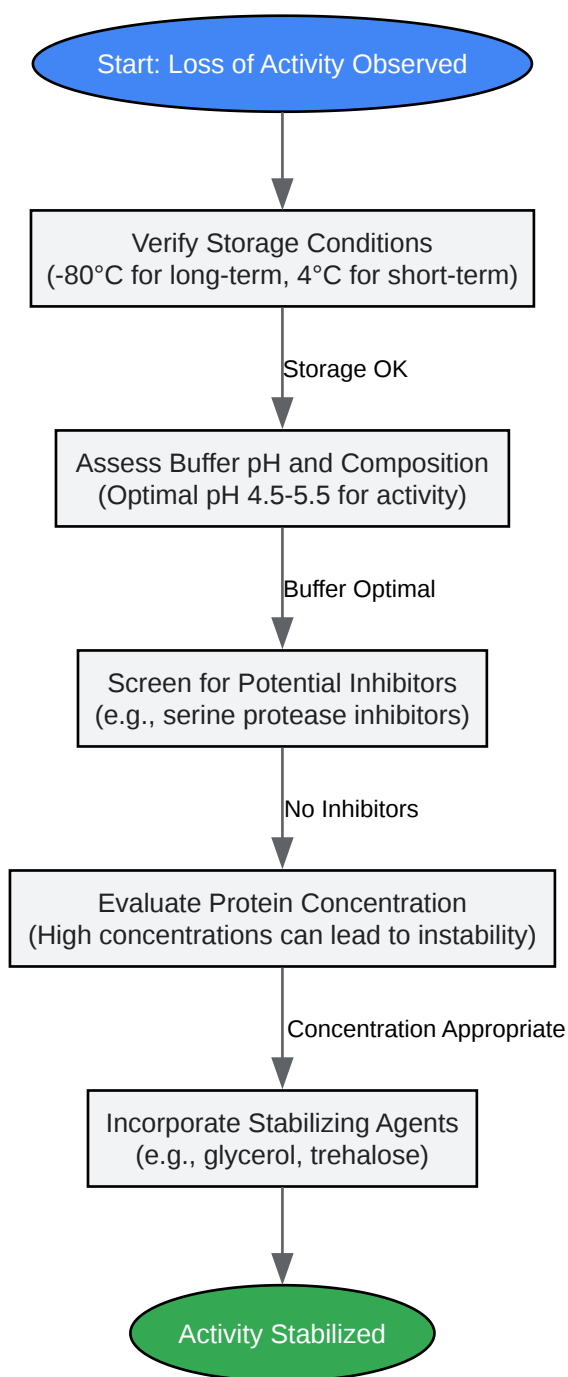 Start: Loss of Activity Observed
Verify Storage Conditions
(-80°C for long-term, 4°C for short-term)
Storage OK
Assess Buffer pH and Composition
(Optimal pH 4.5-5.5 for activity)
Buffer Optimal
Screen for Potential Inhibitors
(e.g., serine protease inhibitors)
No Inhibitors
Evaluate Protein Concentration
(High concentrations can lead to instability)
Concentration Appropriate
Incorporate Stabilizing Agents
(e.g., glycerol, trehalose)
Activity Stabilized